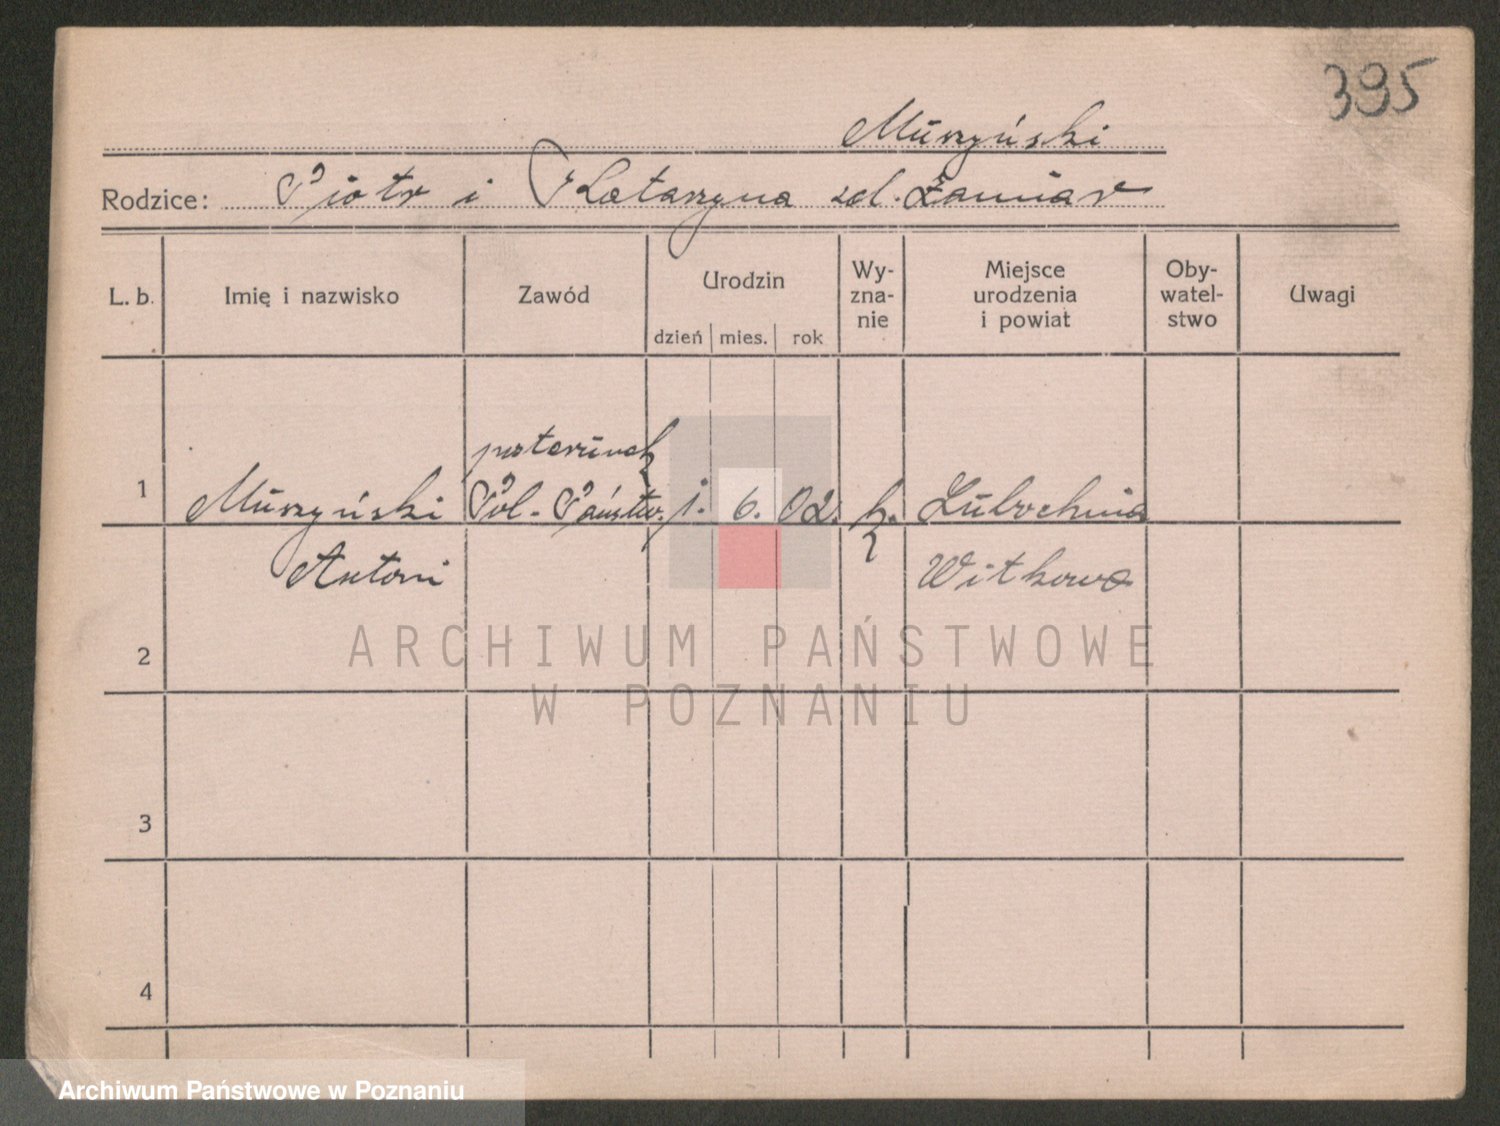 395
Muszyński
Rodzice: Piotr i Katarzyna zd.
L. b.
Imię i nazwisko
Zawód
Urodzin
dzień
mies.
rok
Wy-
zna-
nie
Miejsce
urodzenia
i powiat
Oby-
watel-
stwo
Uwagi
posterunk
1 Muszyński Pol. Państw. 1. 6. 02. k. Lubochnia
Antoni Witkowo
2
3
4
ARCHIWUM PAŃSTWOWE
W POZNANIU
Archiwum Państwowe w Poznaniu